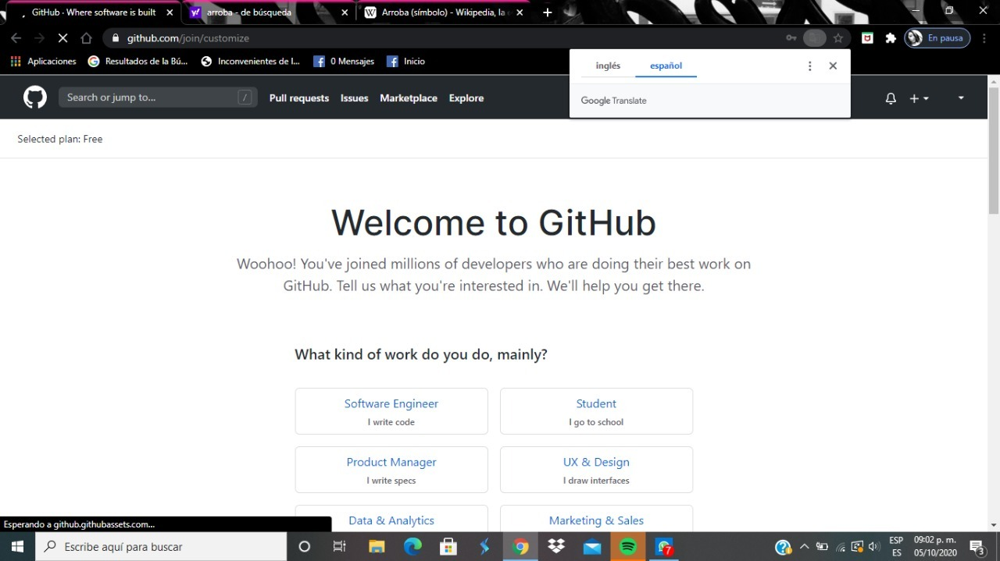 GitHub · Where software is built
arroba - de búsqueda
Arroba (símbolo) - Wikipedia, la e
github.com/join/customize
En pausa
Aplicaciones
Resultados de la Bú...
Inconvenientes de l...
0 Mensajes
Inicio
inglés
español
Google Translate
Search or jump to...
/
Pull requests
Issues
Marketplace
Explore
Selected plan: Free
Welcome to GitHub
Woohoo! You've joined millions of developers who are doing their best work on
GitHub. Tell us what you're interested in. We'll help you get there.
What kind of work do you do, mainly?
Software Engineer
I write code
Student
I go to school
Product Manager
I write specs
UX & Design
I draw interfaces
Data & Analytics
Marketing & Sales
Esperando a github.githubassets.com...
Escribe aquí para buscar
7
ESP
ES
09:02 p. m.
05/10/2020
3